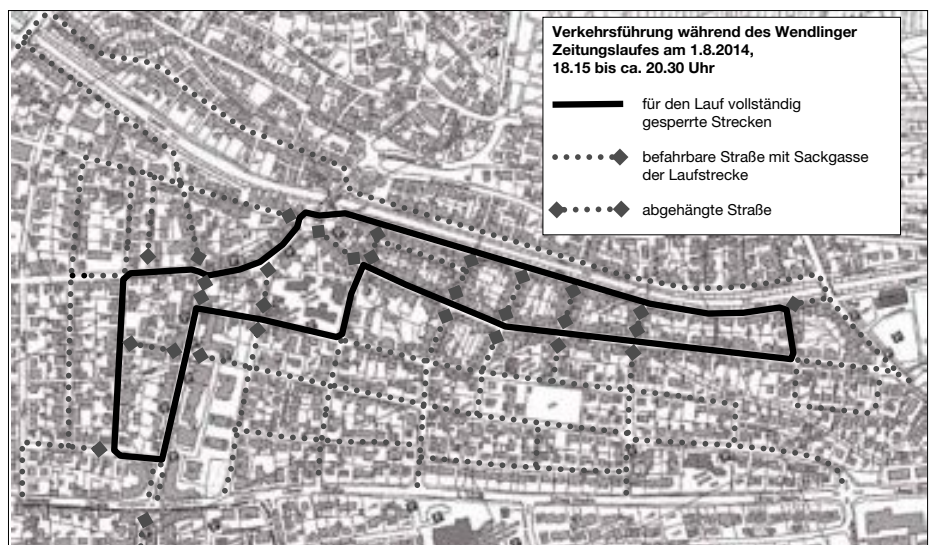 Verkehrsführung während des Wendlinger
Zeitungslaufes am 1.8.2014,
18.15 bis ca. 20.30 Uhr
für den Lauf vollständig
gesperrte Strecken
befahrbare Straße mit Sackgasse
der Laufstrecke
abgehängte Straße